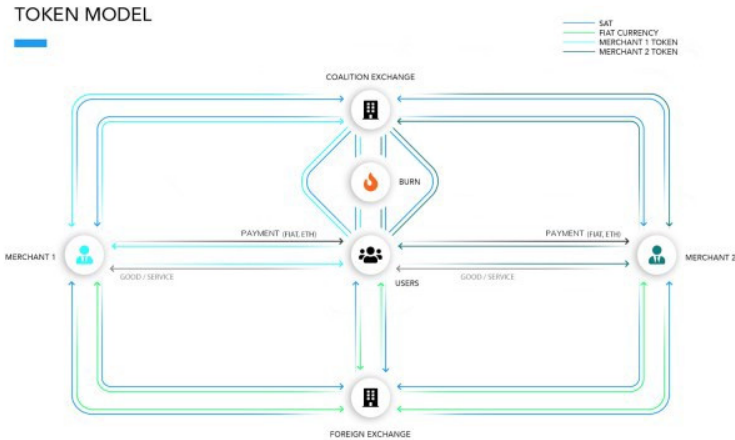 TOKEN MODEL
SAT
FIAT CURRENCY
MERCHANT 1 TOKEN
MERCHANT 2 TOKEN
COALITION EXCHANGE
BURN
PAYMENT (FIAT, ETH)
PAYMENT (FIAT, ETH)
MERCHANT 1
MERCHANT 2
GOOD / SERVICE
GOOD / SERVICE
USERS
FOREIGN EXCHANGE